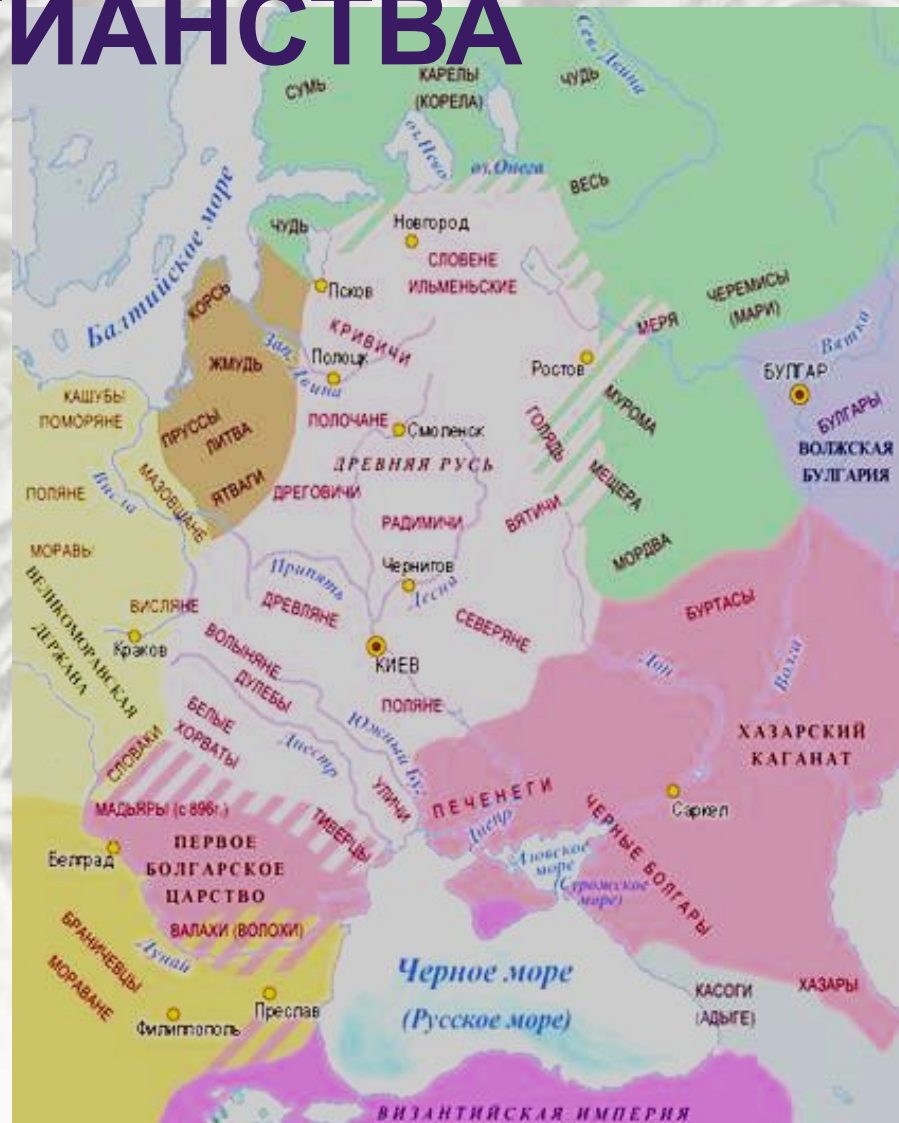 ИАНСТВА
СУМЬ
КАРЕЛЫ
(КОРЕЛА)
ЧУДЬ
Сев. Двина
оз. Нево
оз. Онега
ВЕСЬ
Балтийское море
ЧУДЬ
Новгород
СЛОВЕНЕ
ИЛЬМЕНЬСКИЕ
Псков
КОРСЬ
КРИВИЧИ
МЕРЯ
ЧЕРЕМИСЫ
(МАРИ)
Вятка
Зап. Двина
Полоцк
ЖМУДЬ
Ростов
БУЛГАР
КАШУБЫ
ПОМОРЯНЕ
ПРУССЫ
ЛИТВА
ПОЛОЧАНЕ
Смоленск
ГОЛЯДЬ
МУРОМА
БУЛГАРЫ
ВОЛЖСКАЯ
БУЛГАРИЯ
ДРЕВНЯЯ РУСЬ
ПОЛЯНЕ
Висла
МАЗОВШАНЕ
ЯТВАГИ
ДРЕГОВИЧИ
МЕЩЕРА
РАДИМИЧИ
ВЯТИЧИ
МОРАВЫ
МОРДВА
Чернигов
Припять
Десна
ВЕЛИКОМОРАВСКАЯ
ДЕРЖАВА
ВИСЛЯНЕ
ДРЕВЛЯНЕ
БУРТАСЫ
Краков
ВОЛЫНЯНЕ
СЕВЕРЯНЕ
КИЕВ
Дон
Волга
ДУЛЕБЫ
ПОЛЯНЕ
БЕЛЫЕ
ХОРВАТЫ
Южный Буг
Днестр
ХАЗАРСКИЙ
КАГАНАТ
СЛОВАКИ
УЛИЧИ
ПЕЧЕНЕГИ
МАДЬЯРЫ (с 896г.)
ТИВЕРЦЫ
Днепр
Саркел
ЧЕРНЫЕ БОЛГАРЫ
ПЕРВОЕ
БОЛГАРСКОЕ
ЦАРСТВО
Белград
Азовское
море
(Сурожское
море)
ВАЛАХИ (ВОЛОХИ)
БРАНИЧЕВЦЫ
Дунай
МОРАВАНЕ
Черное море
(Русское море)
КАСОГИ
(АДЫГЕ)
ХАЗАРЫ
Преслав
Филиппополь
ВИЗАНТИЙСКАЯ ИМПЕРИЯ